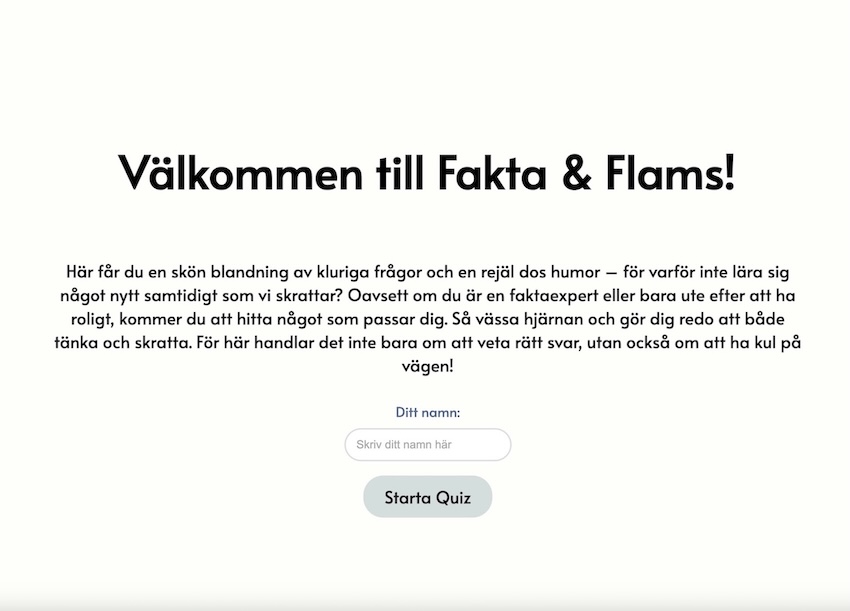 Välkommen till Fakta & Flams!
Här får du en skön blandning av kluriga frågor och en rejäl dos humor – för varför inte lära sig
något nytt samtidigt som vi skrattar? Oavsett om du är en faktaexpert eller bara ute efter att ha
roligt, kommer du att hitta något som passar dig. Så vässa hjärnan och gör dig redo att både
tänka och skratta. För här handlar det inte bara om att veta rätt svar, utan också om att ha kul på
vägen!
Ditt namn:
Skriv ditt namn här
Starta Quiz